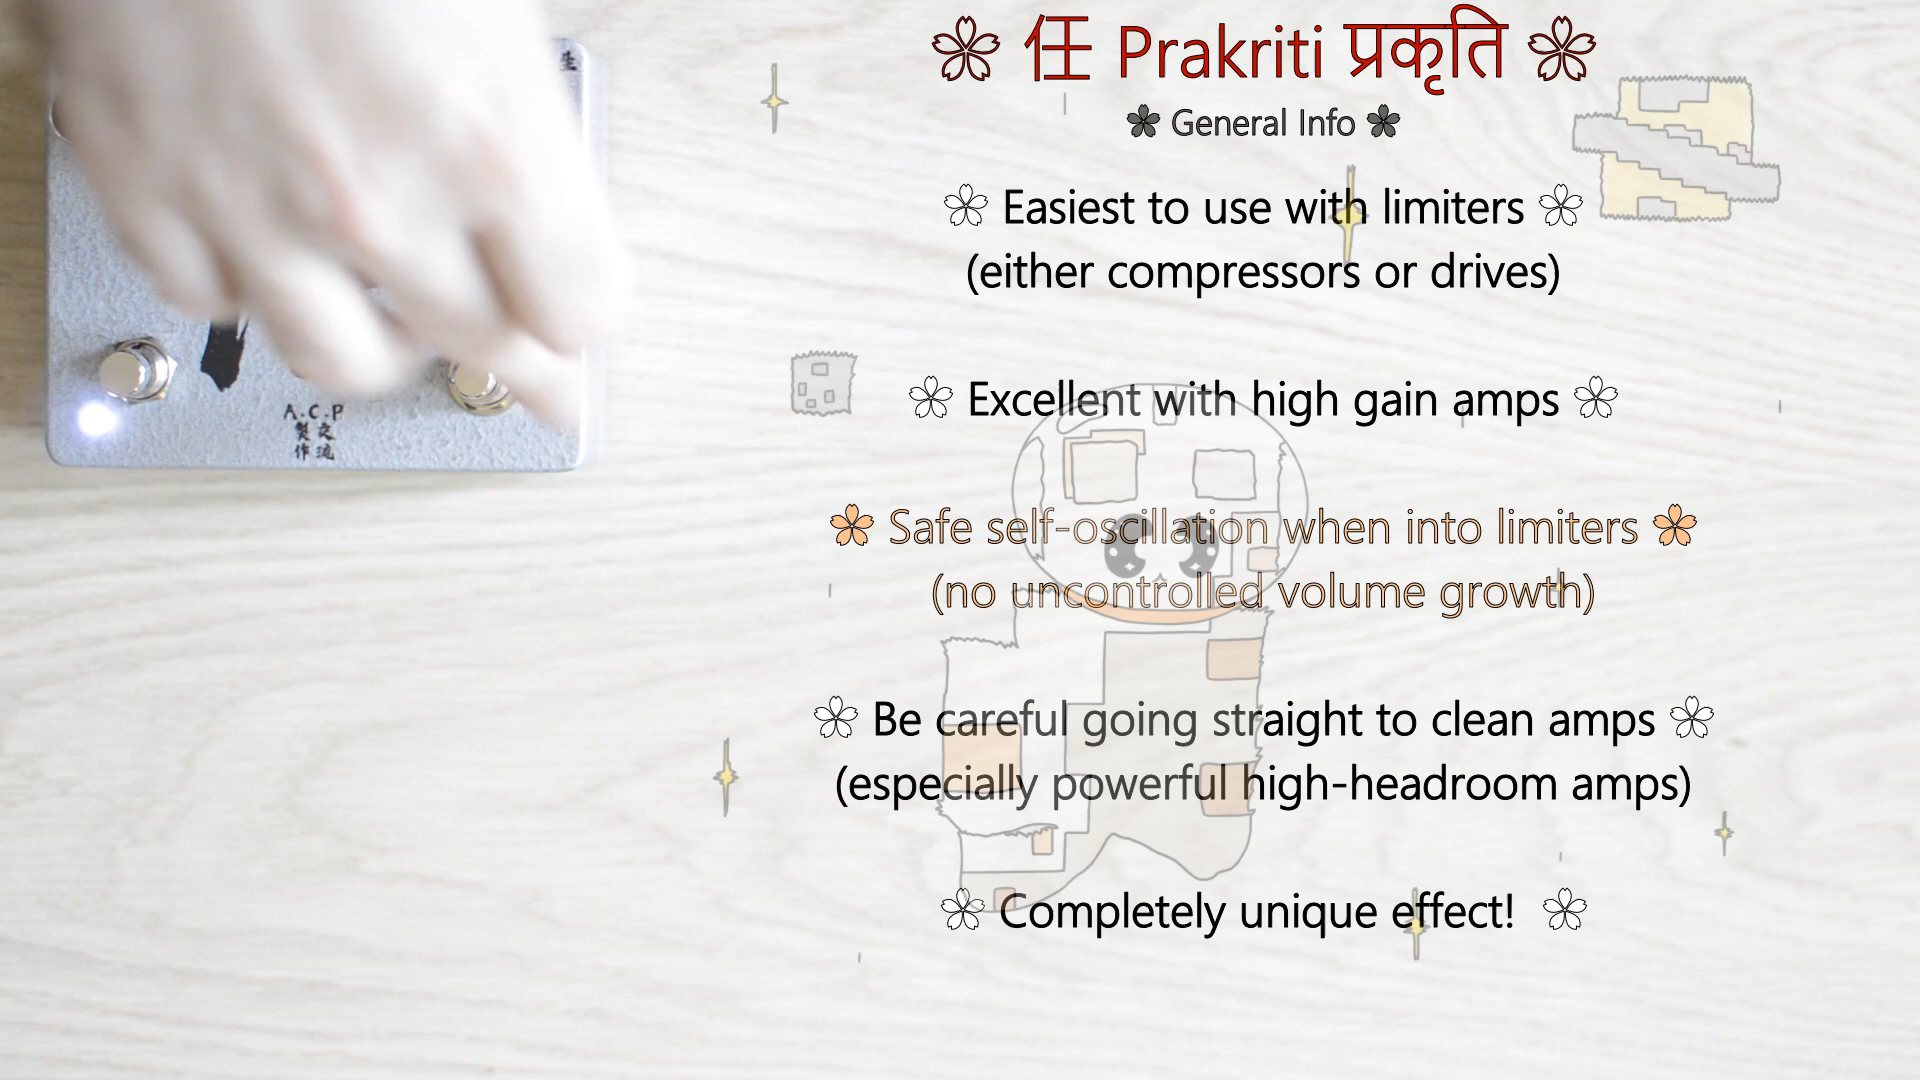 ❀ 任 Prakriti प्रकृति ❀
✿ General Info ✿
❀ Easiest to use with limiters ❀
(either compressors or drives)
❀ Excellent with high gain amps ❀
❀ Safe self-oscillation when into limiters ❀
(no uncontrolled volume growth)
❀ Be careful going straight to clean amps ❀
(especially powerful high-headroom amps)
❀ Completely unique effect! ❀
生
A.C.P
製交
作流